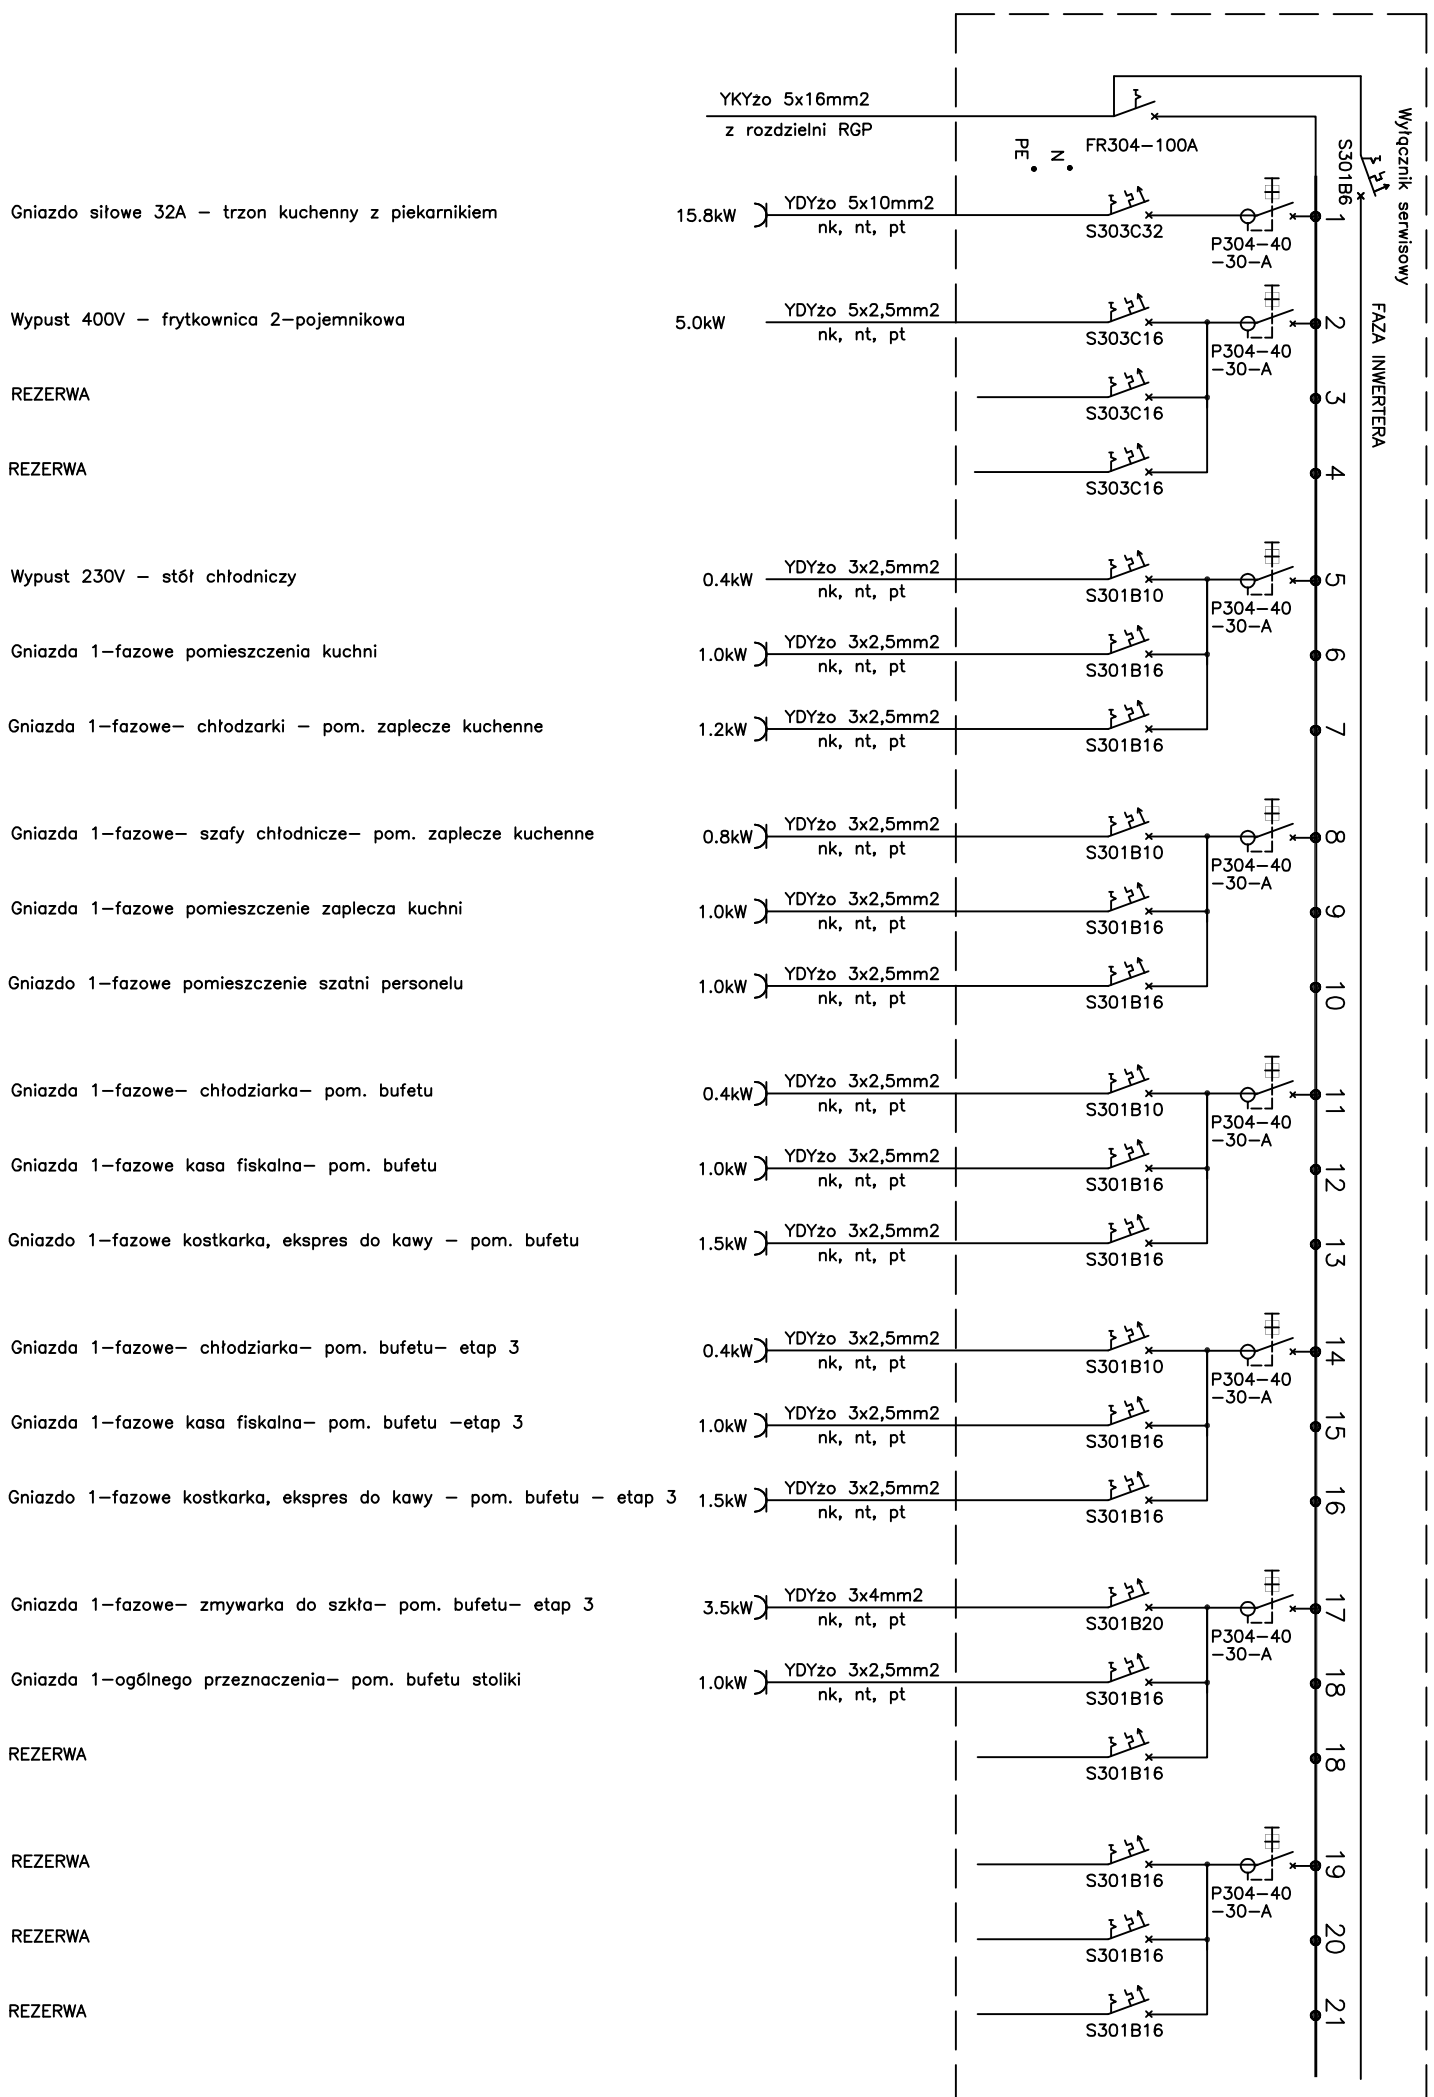 YKYżo 5x16mm2
z rozdzielni RGP
FR304-100A
PE
N
S301B6
Wyłącznik serwisowy
FAZA INWERTERA
Gniazdo siłowe 32A – trzon kuchenny z piekarnikiem
15.8kW
YDYżo 5x10mm2
nk, nt, pt
S303C32
P304-40
-30-A
1
Wypust 400V – frytkownica 2-pojemnikowa
5.0kW
YDYżo 5x2,5mm2
nk, nt, pt
S303C16
P304-40
-30-A
2
REZERWA
S303C16
3
REZERWA
S303C16
4
Wypust 230V – stół chłodniczy
0.4kW
YDYżo 3x2,5mm2
nk, nt, pt
S301B10
P304-40
-30-A
5
Gniazda 1-fazowe pomieszczenia kuchni
1.0kW
YDYżo 3x2,5mm2
nk, nt, pt
S301B16
6
Gniazda 1-fazowe- chłodzarki – pom. zaplecze kuchenne
1.2kW
YDYżo 3x2,5mm2
nk, nt, pt
S301B16
7
Gniazda 1-fazowe- szafy chłodnicze- pom. zaplecze kuchenne
0.8kW
YDYżo 3x2,5mm2
nk, nt, pt
S301B10
P304-40
-30-A
8
Gniazda 1-fazowe pomieszczenie zaplecza kuchni
1.0kW
YDYżo 3x2,5mm2
nk, nt, pt
S301B16
9
Gniazdo 1-fazowe pomieszczenie szatni personelu
1.0kW
YDYżo 3x2,5mm2
nk, nt, pt
S301B16
10
Gniazda 1-fazowe- chłodziarka- pom. bufetu
0.4kW
YDYżo 3x2,5mm2
nk, nt, pt
S301B10
P304-40
-30-A
11
Gniazda 1-fazowe kasa fiskalna- pom. bufetu
1.0kW
YDYżo 3x2,5mm2
nk, nt, pt
S301B16
12
Gniazdo 1-fazowe kostkarka, ekspres do kawy – pom. bufetu
1.5kW
YDYżo 3x2,5mm2
nk, nt, pt
S301B16
13
Gniazda 1-fazowe- chłodziarka- pom. bufetu- etap 3
0.4kW
YDYżo 3x2,5mm2
nk, nt, pt
S301B10
P304-40
-30-A
14
Gniazda 1-fazowe kasa fiskalna- pom. bufetu -etap 3
1.0kW
YDYżo 3x2,5mm2
nk, nt, pt
S301B16
15
Gniazdo 1-fazowe kostkarka, ekspres do kawy – pom. bufetu – etap 3
1.5kW
YDYżo 3x2,5mm2
nk, nt, pt
S301B16
16
Gniazda 1-fazowe- zmywarka do szkła- pom. bufetu- etap 3
3.5kW
YDYżo 3x4mm2
nk, nt, pt
S301B20
P304-40
-30-A
17
Gniazda 1-ogólnego przeznaczenia- pom. bufetu stoliki
1.0kW
YDYżo 3x2,5mm2
nk, nt, pt
S301B16
18
REZERWA
S301B16
18
REZERWA
S301B16
P304-40
-30-A
19
REZERWA
S301B16
20
REZERWA
S301B16
21